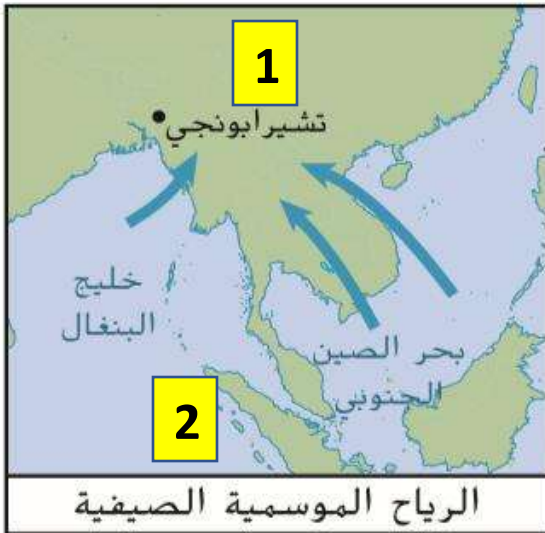 1
تشيرابونجي
خليج
البنغال
بحر الصين
الجنوبي
2
الرياح الموسمية الصيفية